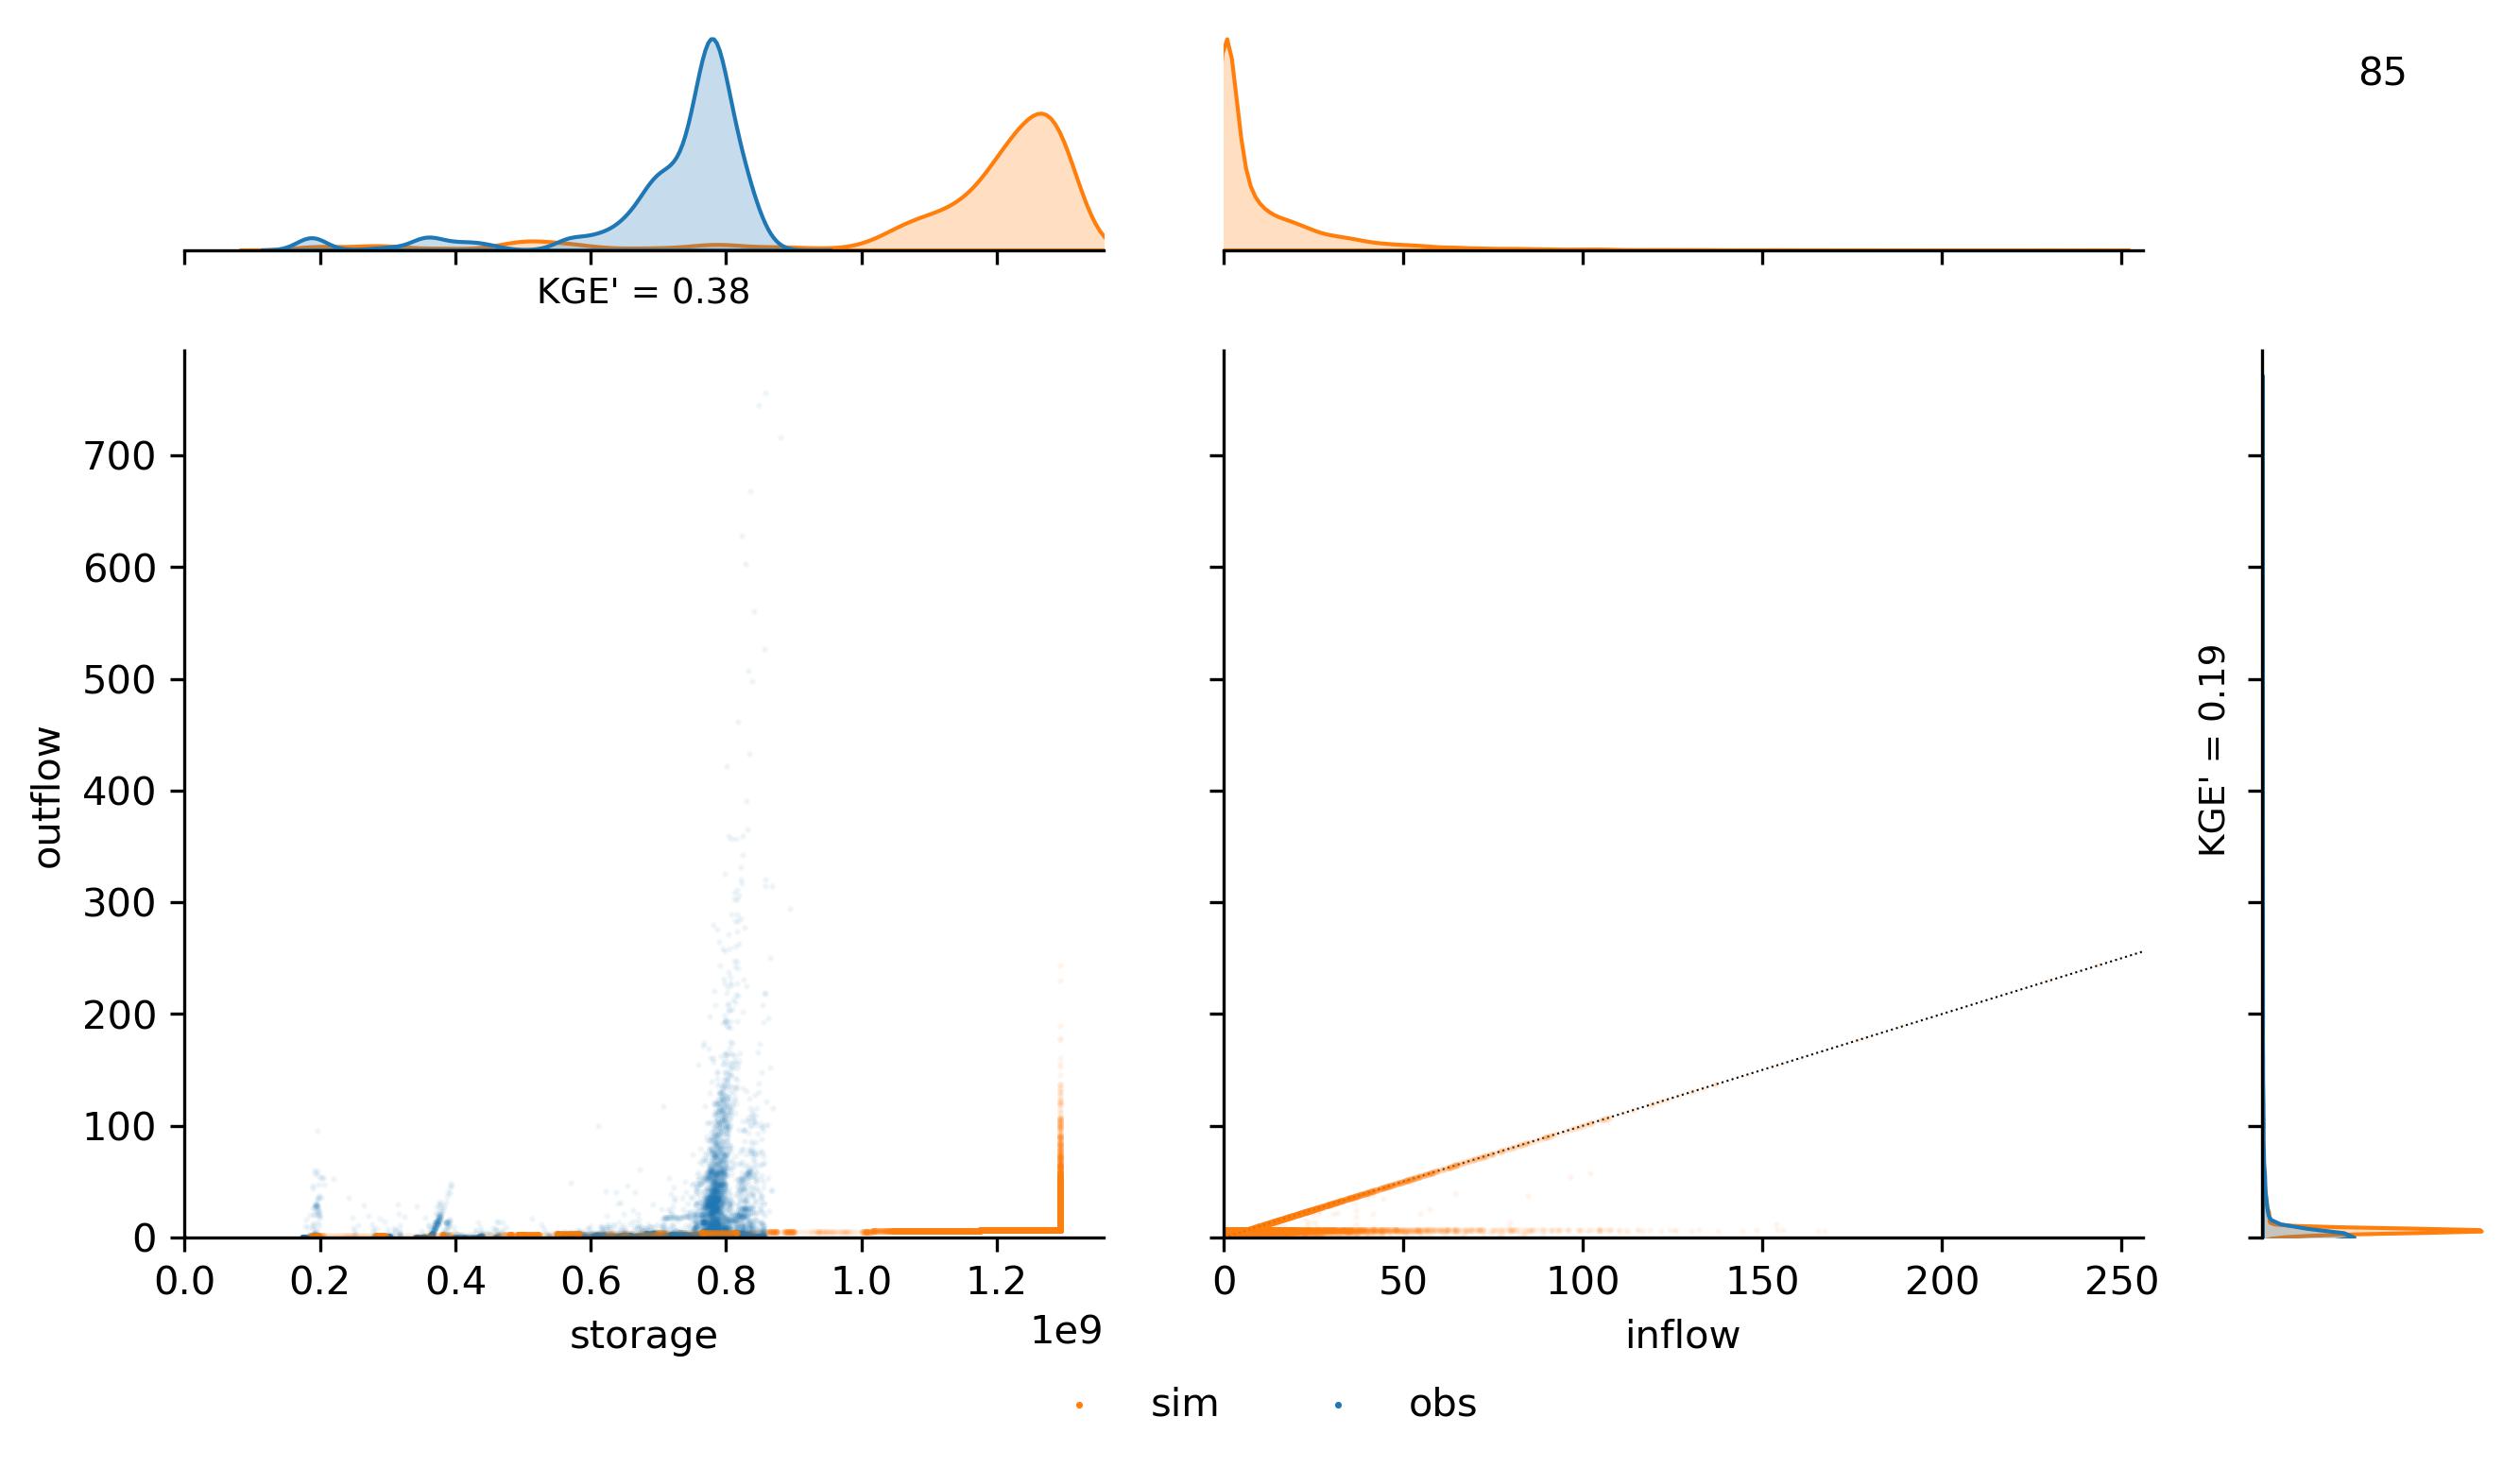 85
KGE' = 0.38
700
600
500
400
300
200
100
0
outflow
KGE' = 0.19
0.0 0.2 0.4 0.6 0.8 1.0 1.2
0 50 100 150 200 250
storage
1e9
inflow
sim obs